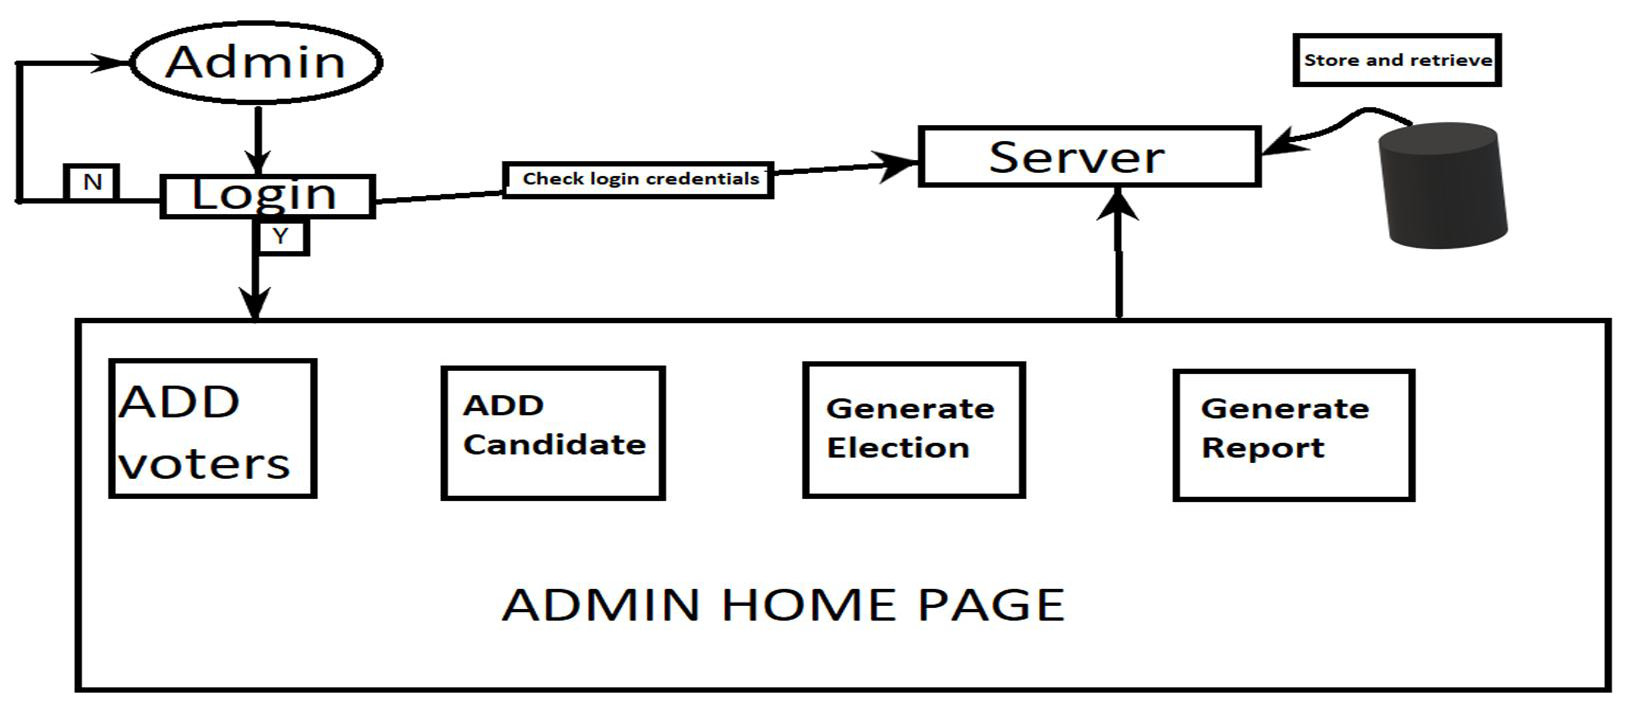 Admin
Store and retrieve
Server
Check login credentials
N
Login
Y
ADD
voters
ADD
Candidate
Generate
Election
Generate
Report
ADMIN HOME PAGE